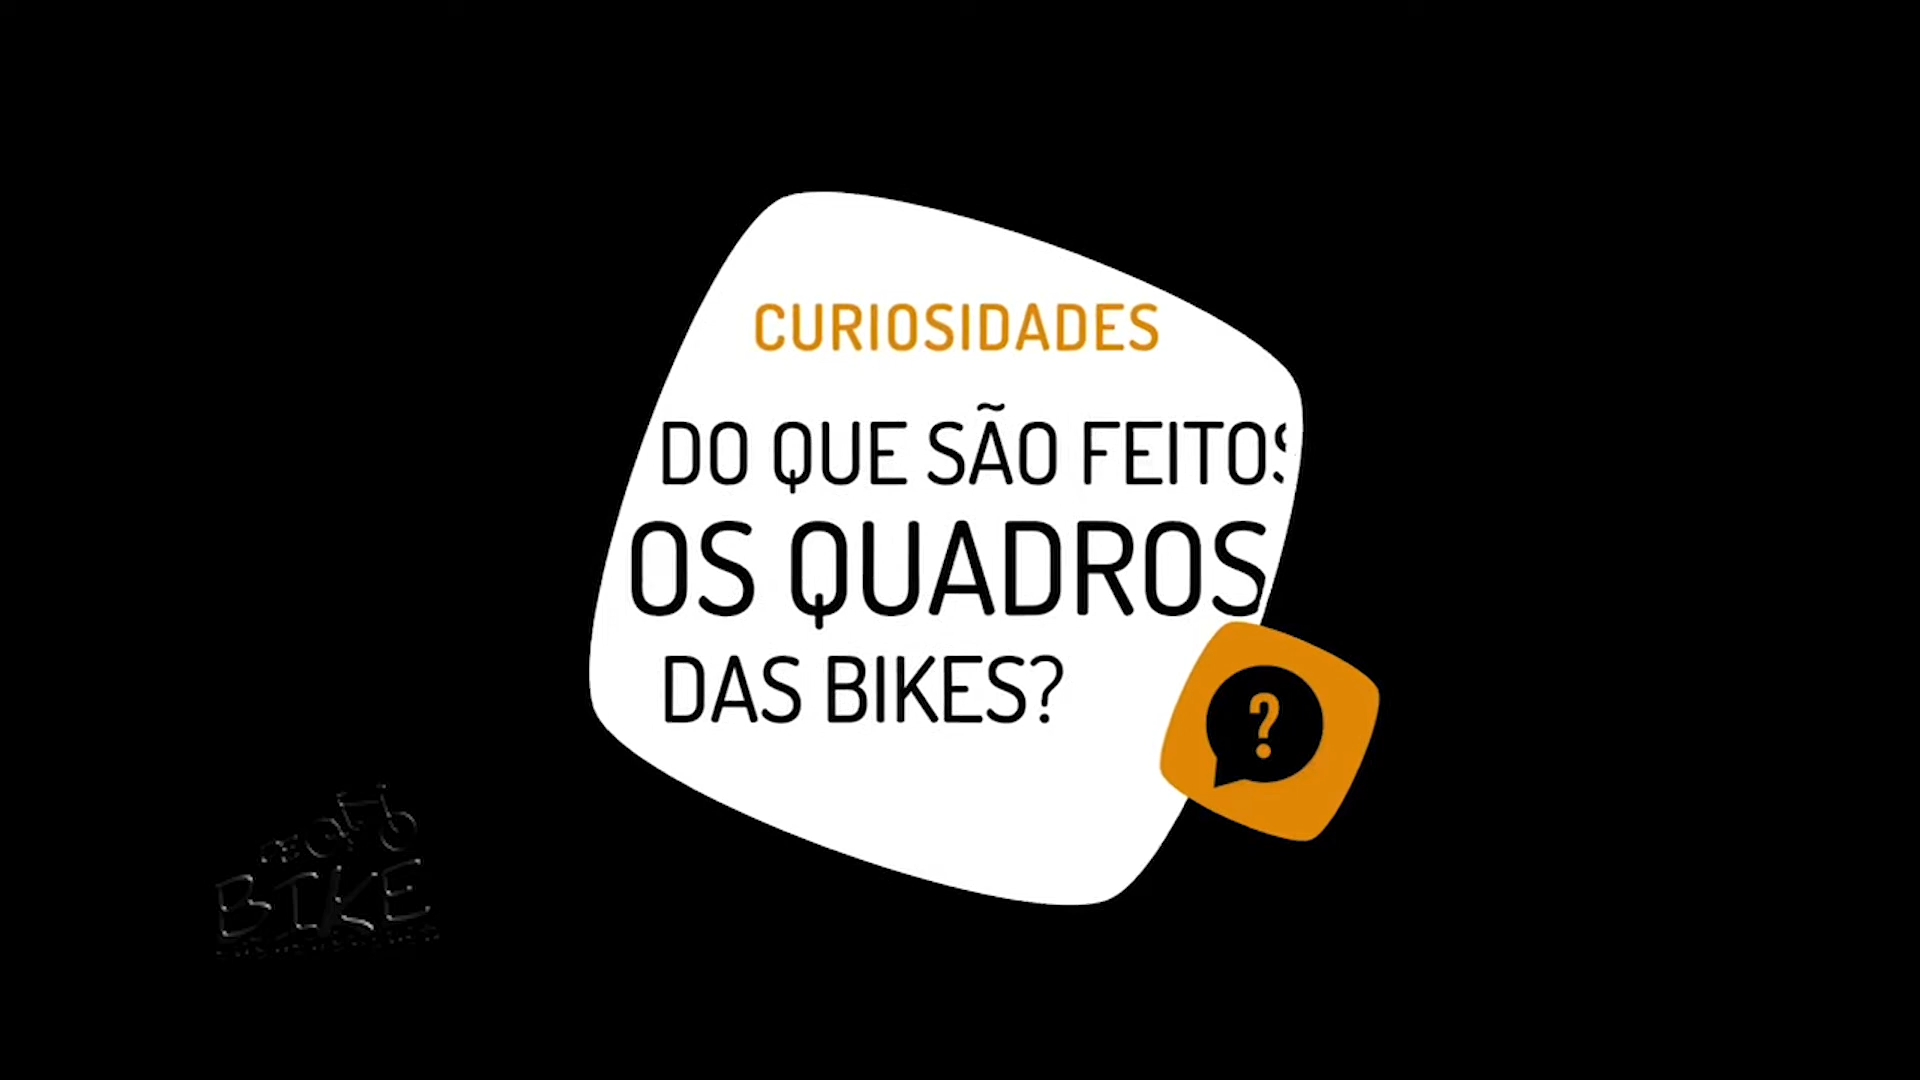 CURIOSIDADES
DO QUE SÃO FEITOS
OS QUADROS
DAS BIKES?
?
BIKE